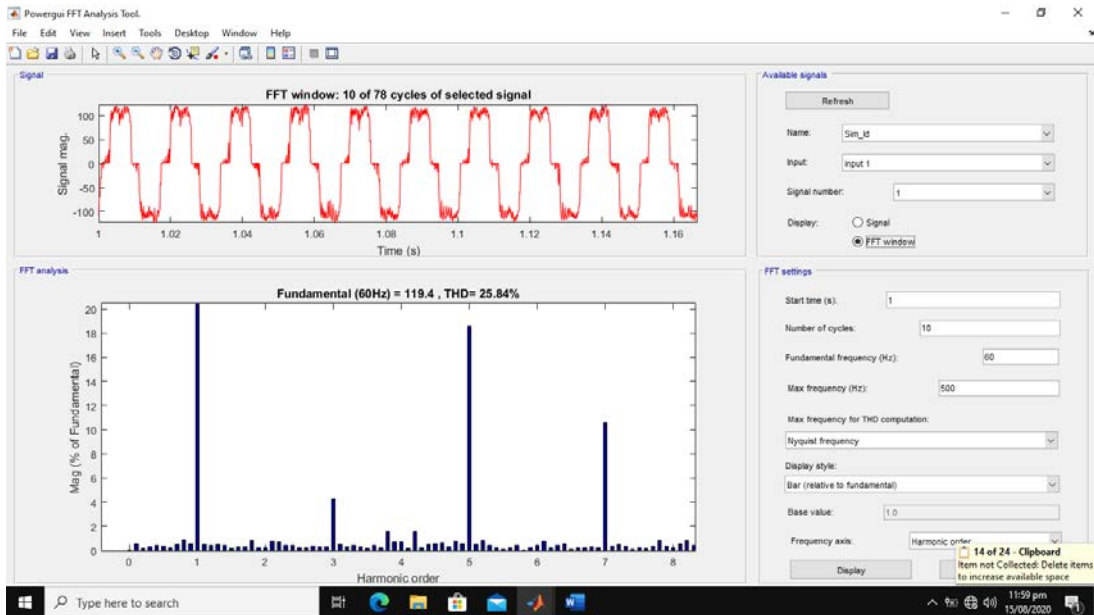 Powergui FFT Analysis Tool.
File Edit View Insert Tools Desktop Window Help
Signal
FFT window: 10 of 78 cycles of selected signal
Signal mag.
100
50
0
-50
-100
1 1.02 1.04 1.06 1.08 1.1 1.12 1.14 1.16
Time (s)
FFT analysis
Fundamental (60Hz) = 119.4 , THD= 25.84%
Mag (% of Fundamental)
20
18
16
14
12
10
8
6
4
2
0
0 1 2 3 4 5 6 7 8
Harmonic order
Available signals
Refresh
Name: Sim_Id
Input: input 1
Signal number: 1
Display: Signal
FFT window
FFT settings
Start time (s): 1
Number of cycles: 10
Fundamental frequency (Hz): 60
Max frequency (Hz): 500
Max frequency for THD computation:
Nyquist frequency
Display style:
Bar (relative to fundamental)
Base value: 1.0
Frequency axis: Harmonic order
Display
14 of 24 - Clipboard
Item not Collected: Delete items
to increase available space
Type here to search
11:59 pm
15/08/2020